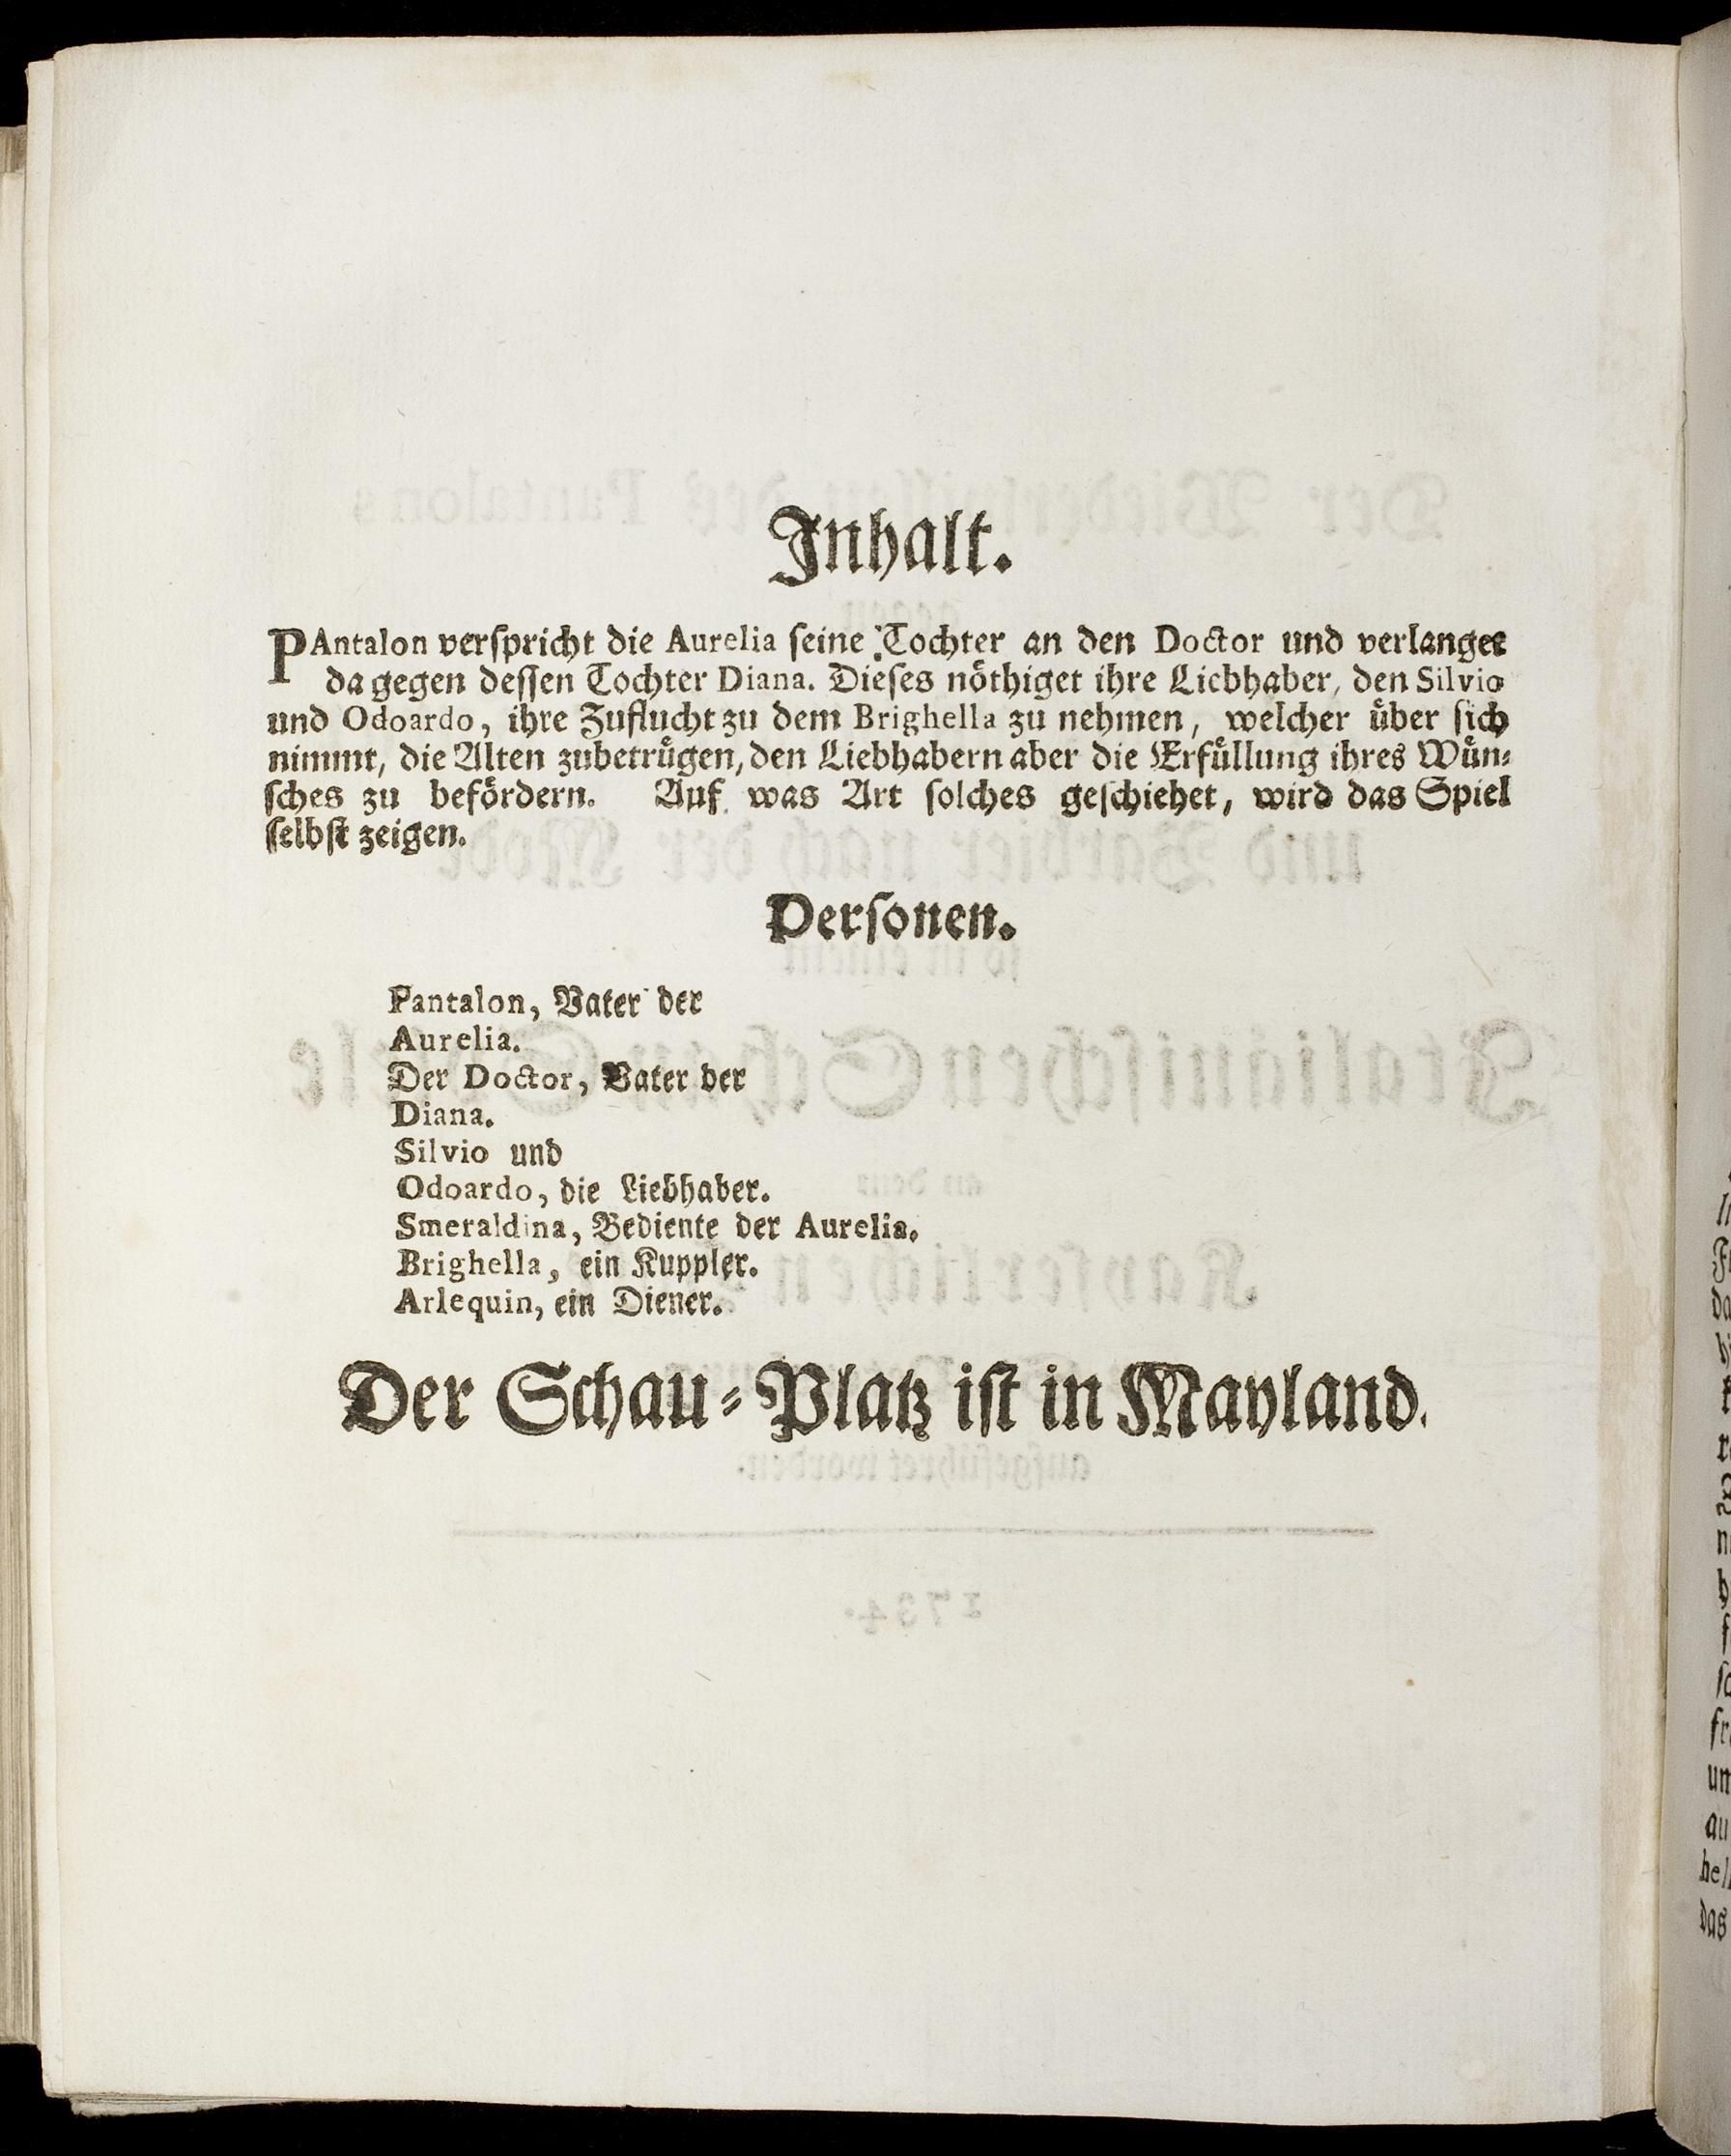 Inhalt.
PAntalon verspricht die Aurelia seine Tochter an den Doctor und verlanget
da gegen dessen Tochter Diana. Dieses nöthiget ihre Liebhaber, den Silvio
und Odoardo, ihre Zuflucht zu dem Brighella zu nehmen, welcher über sich
nimmt, die Alten zubetrügen, den Liebhabern aber die Erfüllung ihres Wün-
sches zu befördern. Auf was Art solches geschiehet, wird das Spiel
selbst zeigen.
Personen.
Pantalon, Vater der
Aurelia.
Der Doctor, Vater der
Diana.
Silvio und
Odoardo, die Liebhaber.
Smeraldina, Bediente der Aurelia.
Brighella, ein Kuppler.
Arlequin, ein Diener.
Der Schau-Platz ist in Mayland.